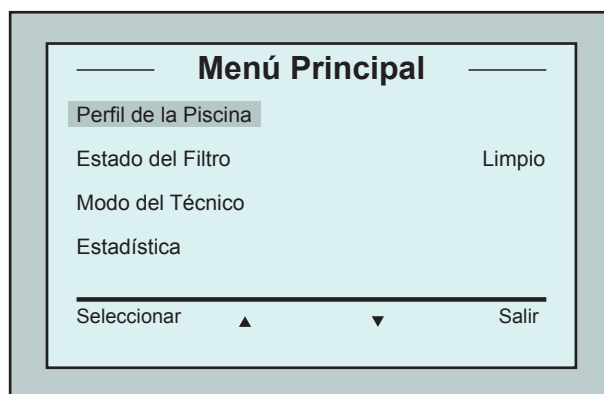 Menú Principal
Perfil de la Piscina
Estado del Filtro Limpio
Modo del Técnico
Estadística
Seleccionar ▲ ▼ Salir